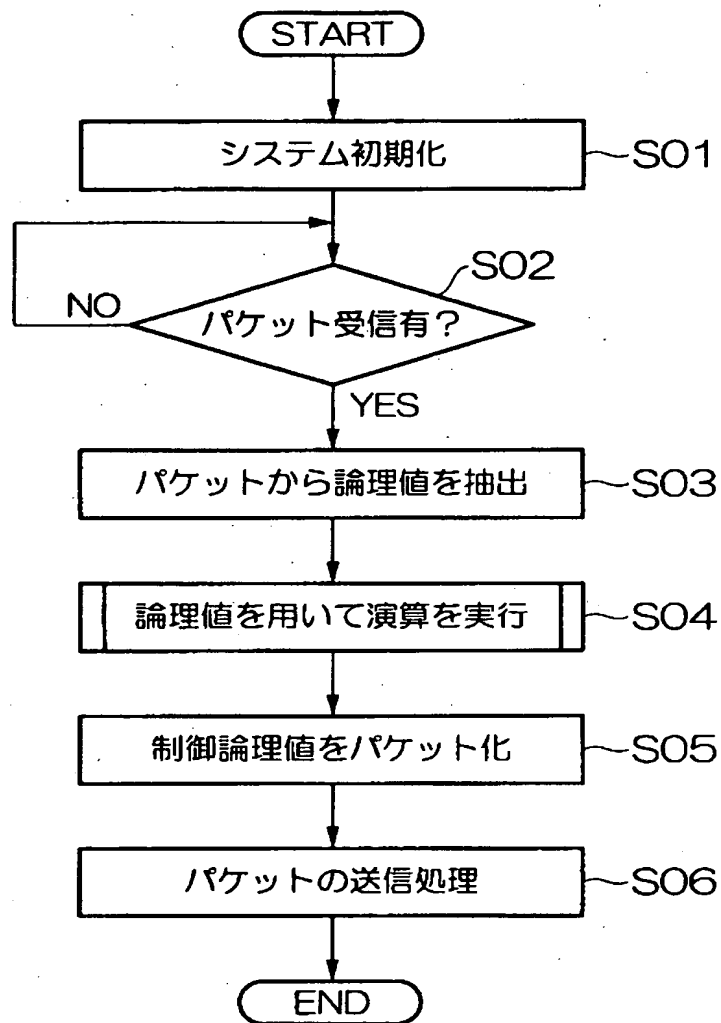 START
システム初期化
S01
S02
パケット受信有?
NO
YES
パケットから論理値を抽出
S03
論理値を用いて演算を実行
S04
制御論理値をパケット化
S05
パケットの送信処理
S06
END